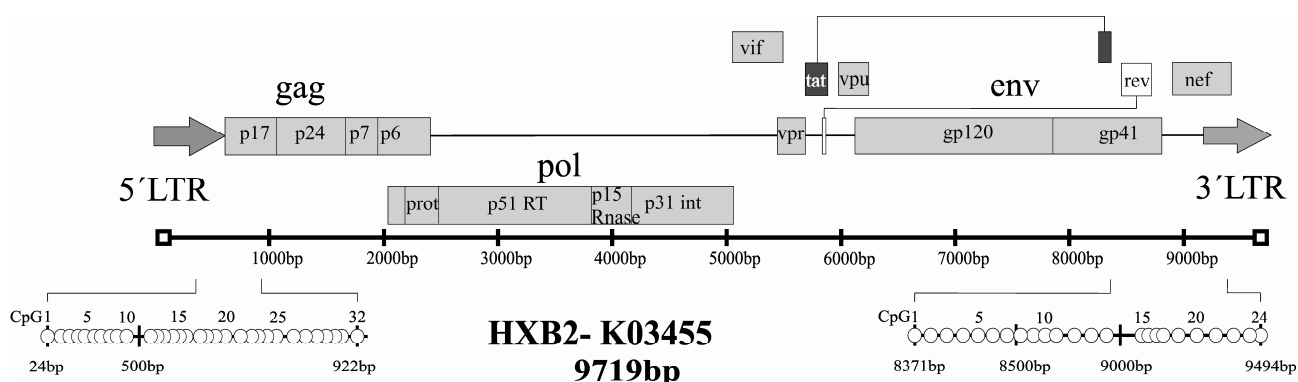 vif
tat vpu env rev nef
gag
p17 p24 p7 p6 vpr gp120 gp41
pol
5´LTR 3´LTR
prot p51 RT p15 Rnase p31 int
1000bp 2000bp 3000bp 4000bp 5000bp 6000bp 7000bp 8000bp 9000bp
CpG1 5 10 15 20 25 32 CpG1 5 10 15 20 24
HXB2- K03455
24bp 500bp 922bp 8371bp 8500bp 9000bp 9494bp
9719bp